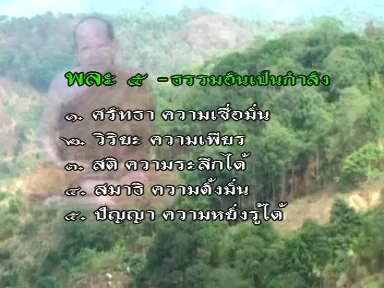 พละ ๕ - ธรรมอันเป็นกำลัง
๑. ศรัทธา ความเชื่อมั่น
๒. วิริยะ ความเพียร
๓. สติ ความระลึกได้
๔. สมาธิ ความตั้งมั่น
๕. ปัญญา ความหยั่งรู้ได้